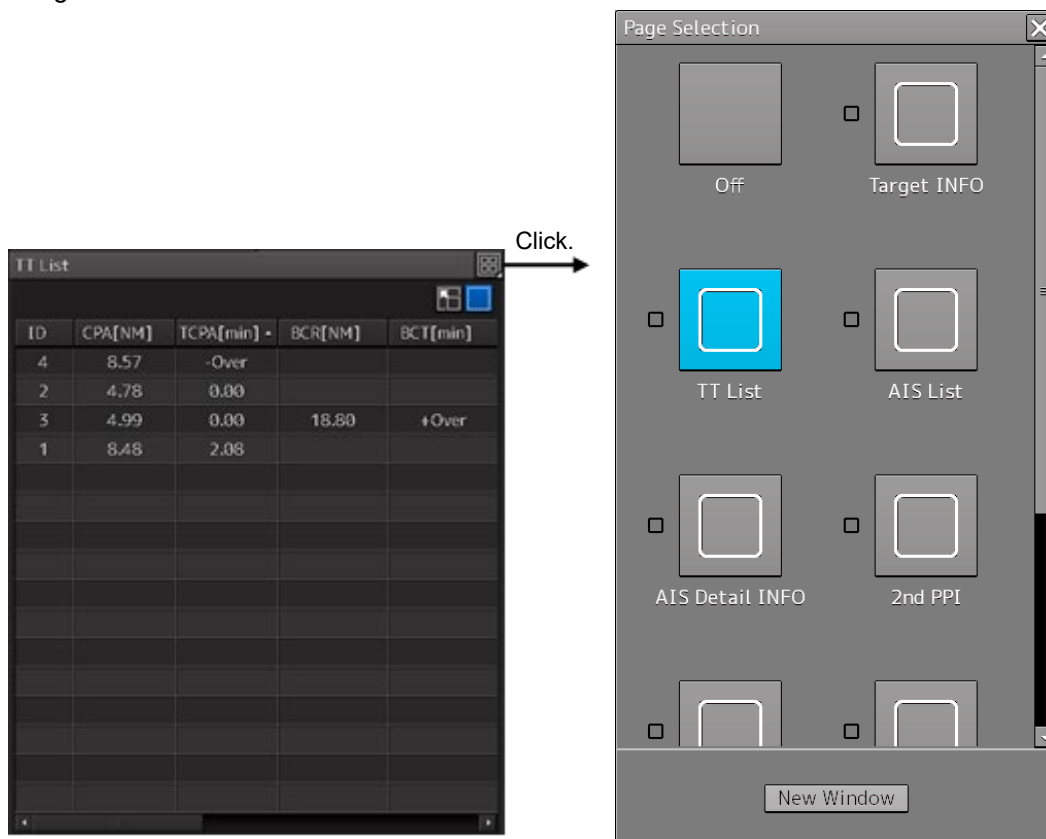 Page Selection
Off
Target INFO
Click.
TT List
ID CPA[NM] TCPA[min] BCR[NM] BCT[min]
4 8.57 -Over
2 4.78 0.00
3 4.99 0.00 18.80 +Over
1 8.48 2.08
TT List
AIS List
AIS Detail INFO
2nd PPI
New Window